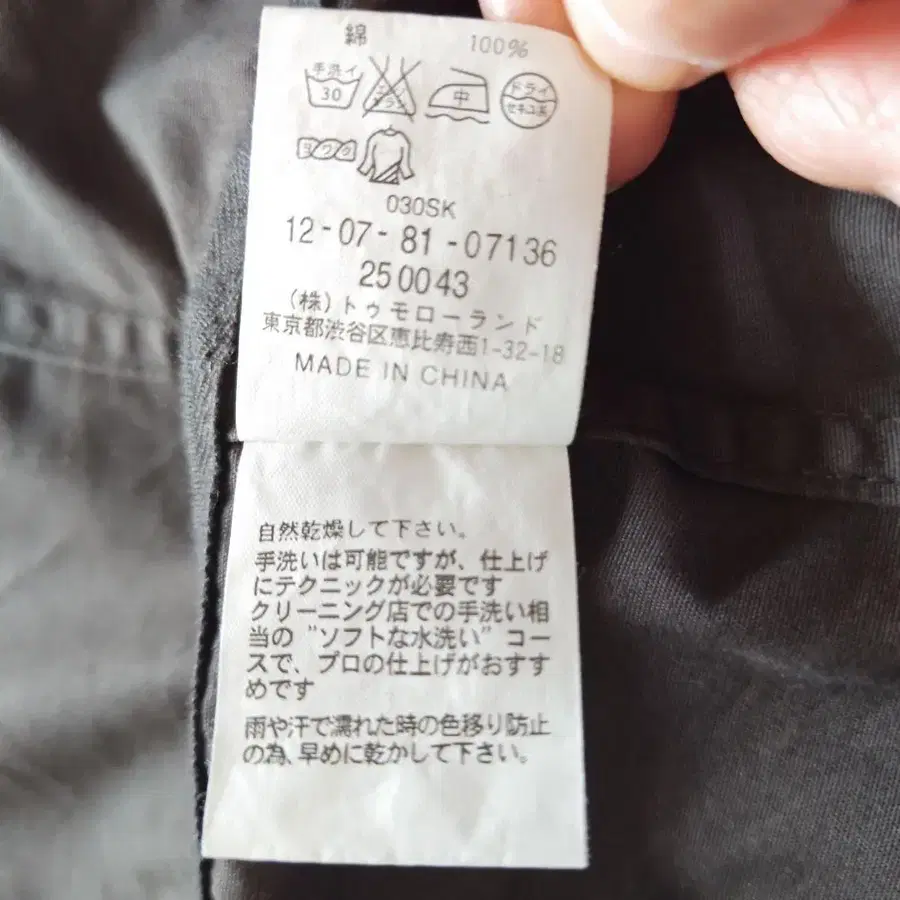 綿 100%
手洗イ 30 エンソサラシ 中 ドライ セキユ系
ヨワク
030SK
12-07-81-07136
250043
(株)トゥモローランド
東京都渋谷区恵比寿西1-32-18
MADE IN CHINA
自然乾燥して下さい。
手洗いは可能ですが、仕上げ
にテクニックが必要です
クリーニング店での手洗い相
当の"ソフトな水洗い"コー
スで、プロの仕上げがおすす
めです
雨や汗で濡れた時の色移り防止
の為、早めに乾かして下さい。